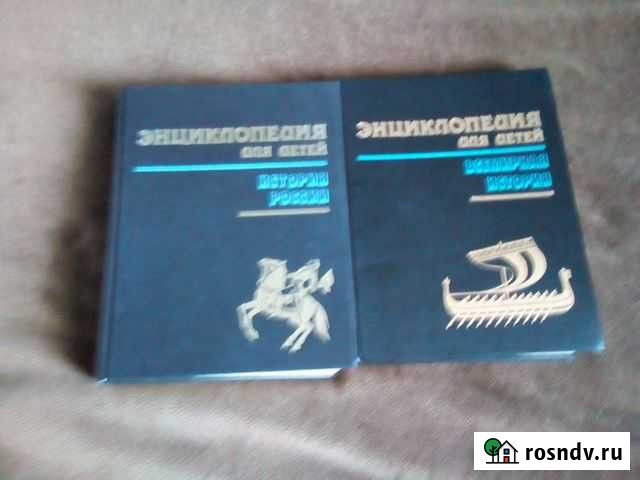 ЭНЦИКЛОПЕДИЯ
ДЛЯ ДЕТЕЙ
ИСТОРИЯ
РОССИИ
ЭНЦИКЛОПЕДИЯ
ДЛЯ ДЕТЕЙ
ВСЕМИРНАЯ
ИСТОРИЯ
rosndv.ru